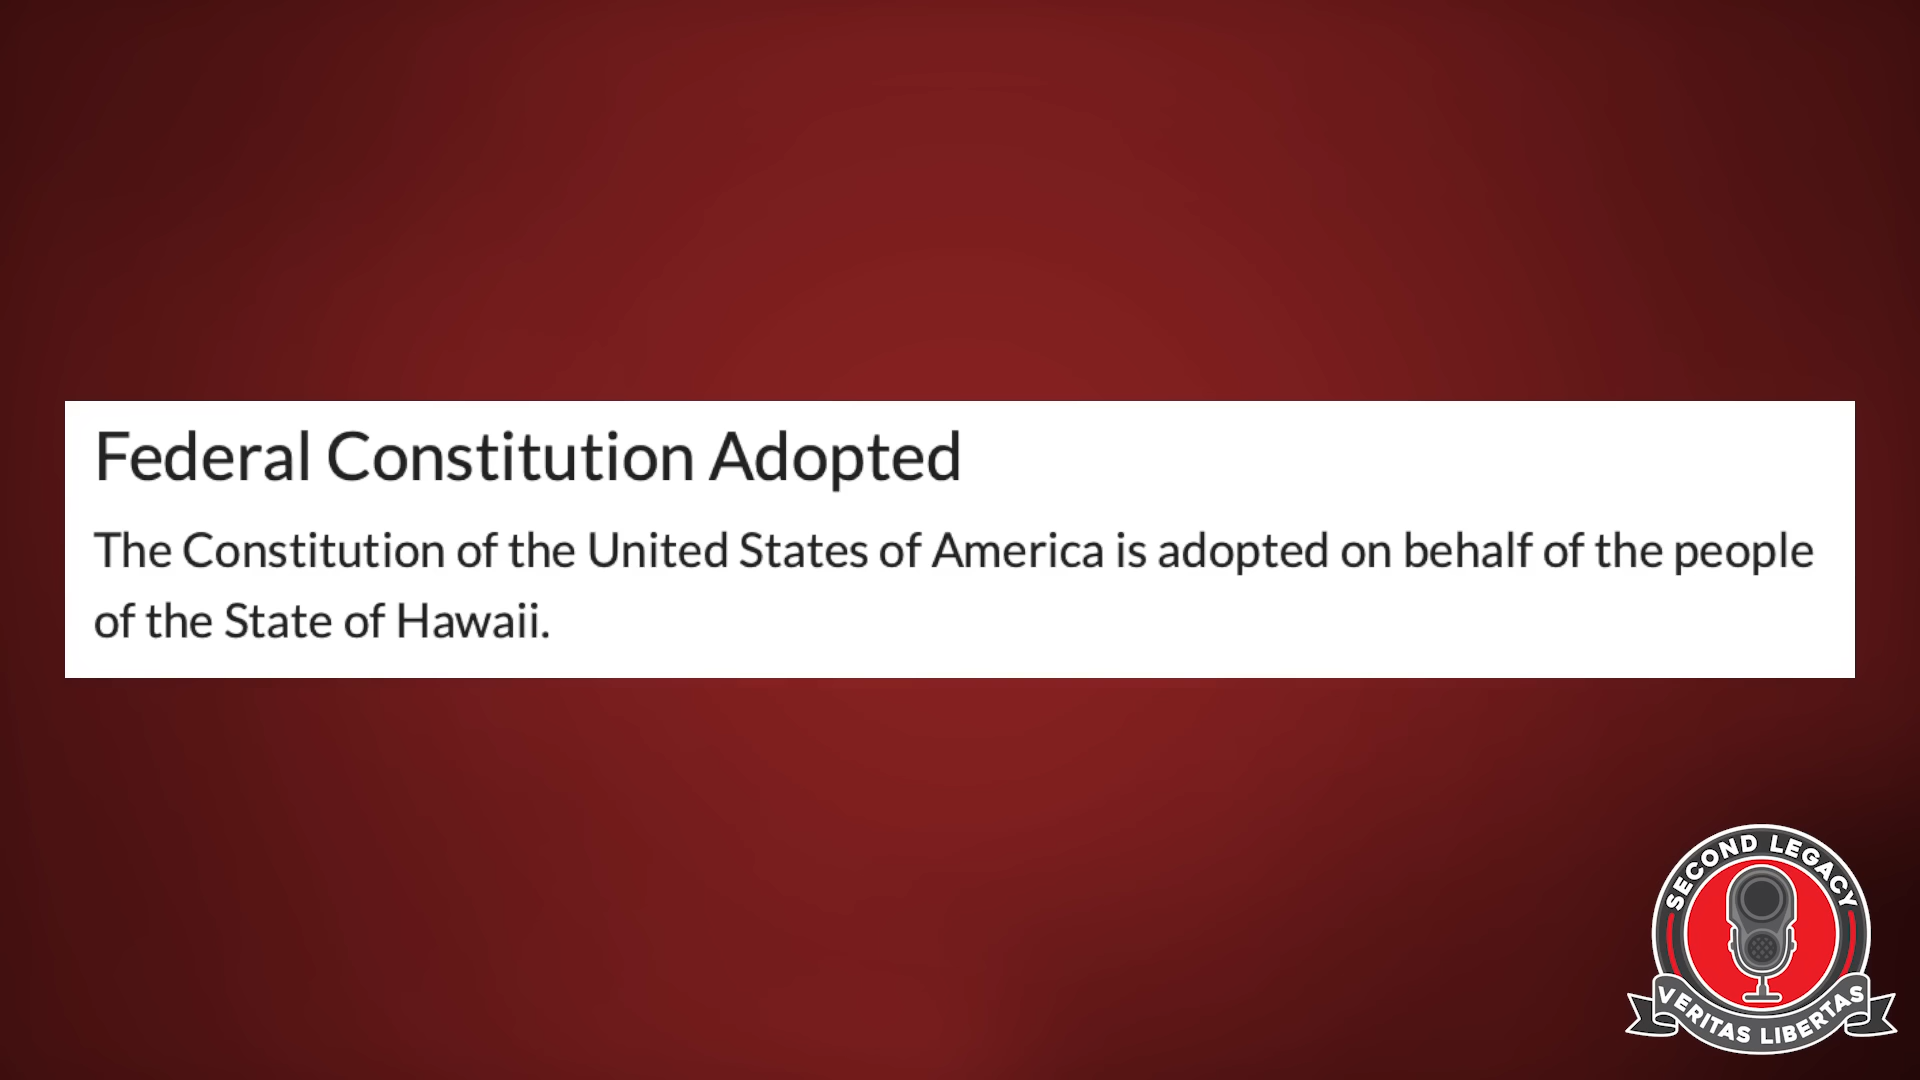 Federal Constitution Adopted
The Constitution of the United States of America is adopted on behalf of the people
of the State of Hawaii.
SECOND LEGACY
VERITAS LIBERTAS